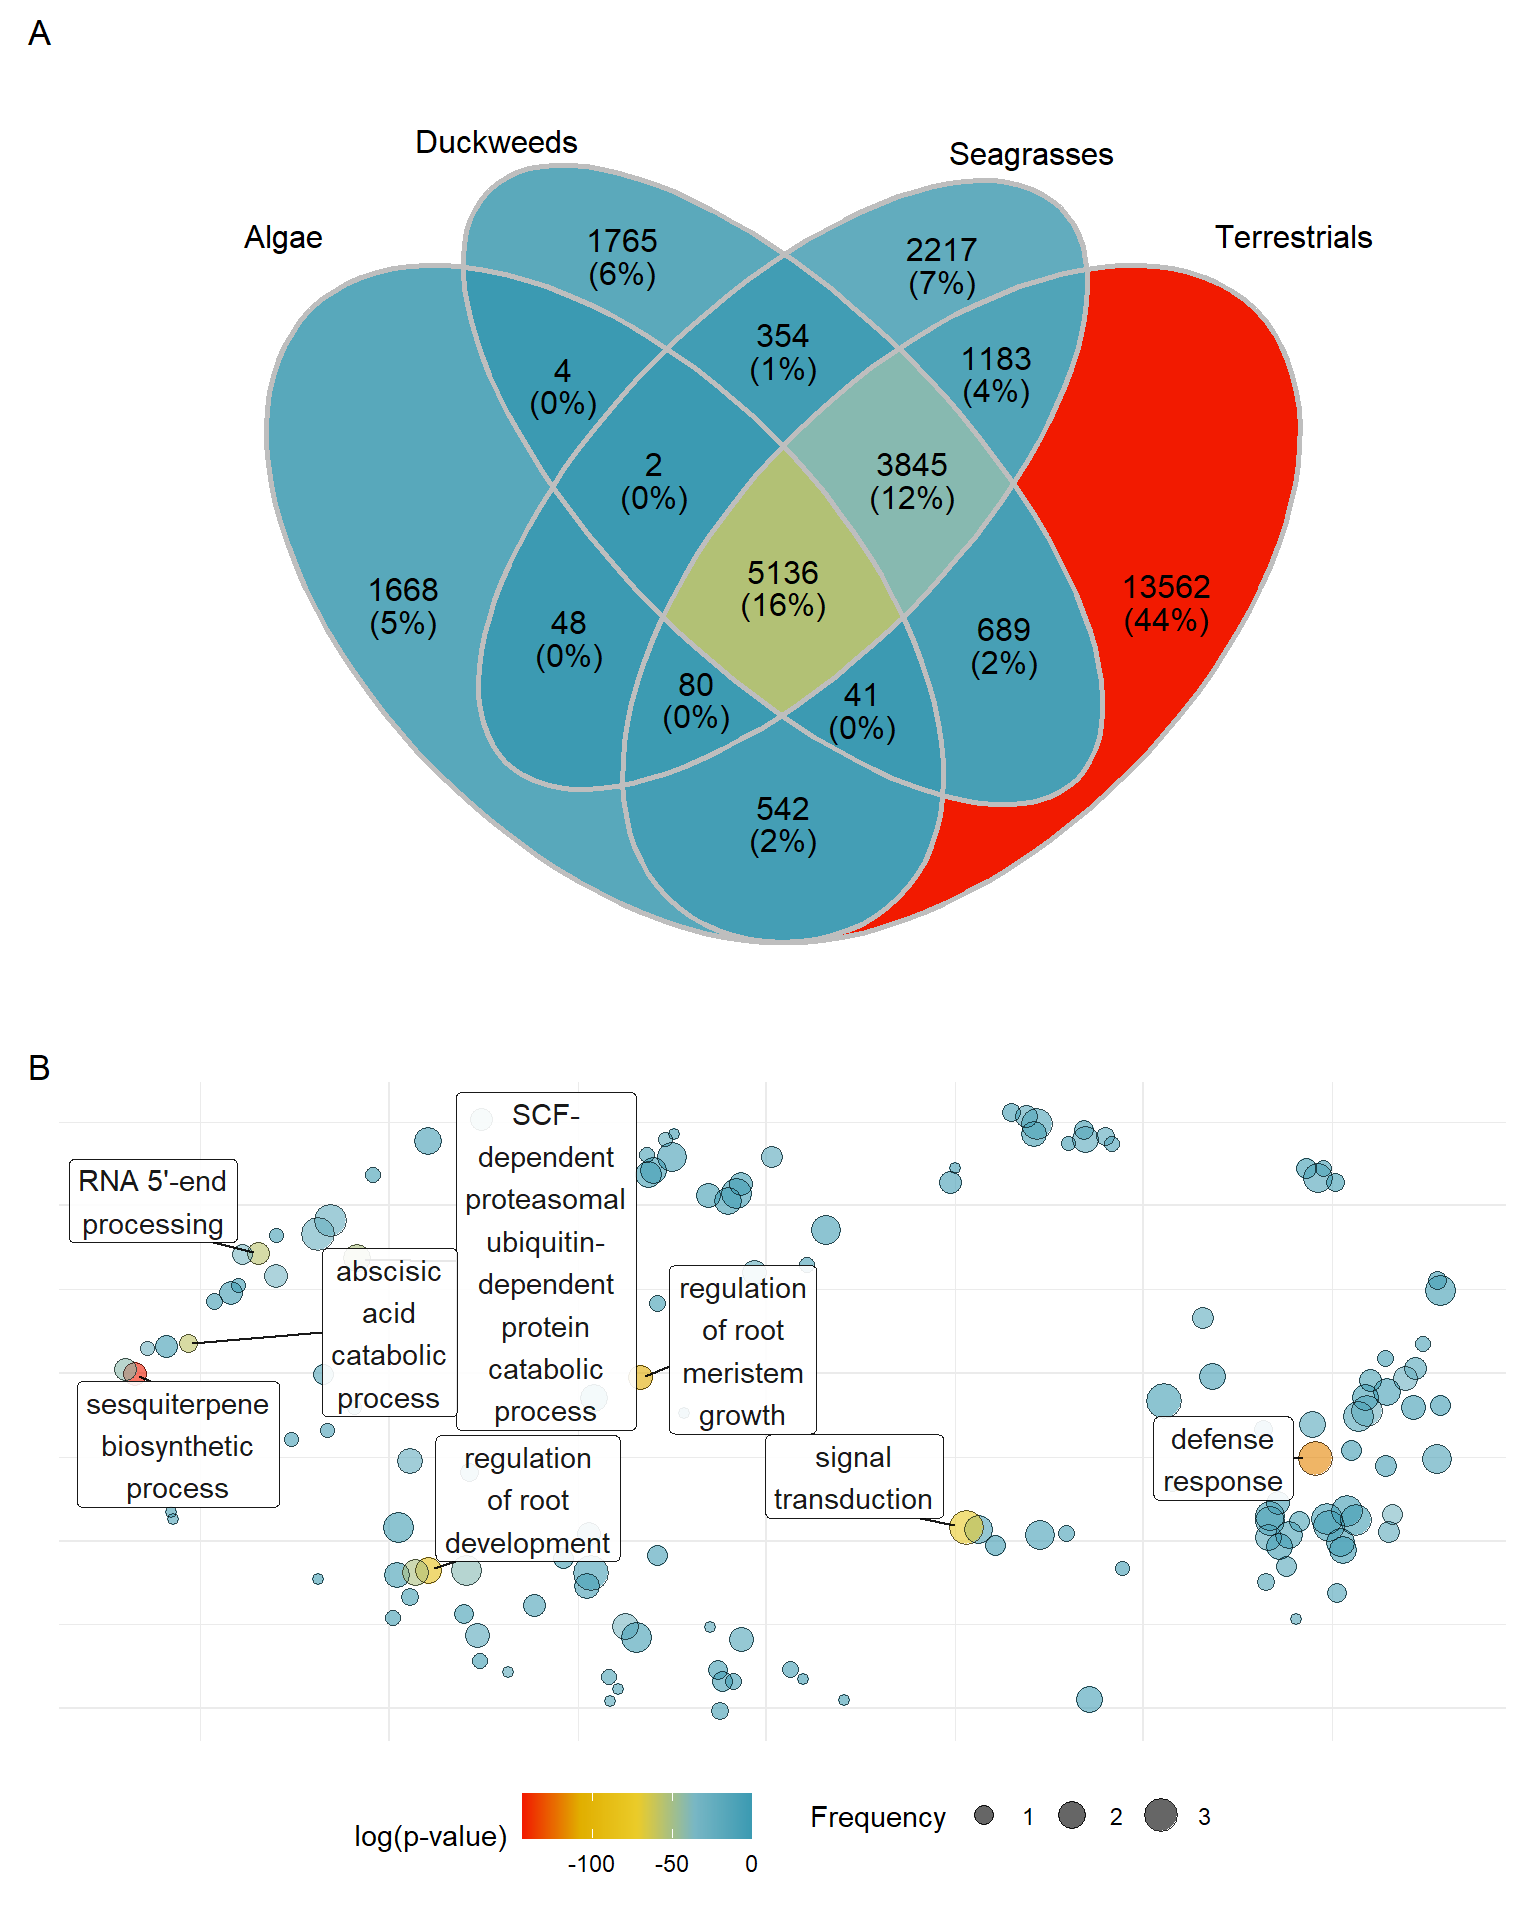 A
Duckweeds
Seagrasses
Algae
Terrestrials
1765
(6%)
2217
(7%)
354
(1%)
1183
(4%)
4
(0%)
2
(0%)
3845
(12%)
5136
(16%)
1668
(5%)
13562
(44%)
48
(0%)
689
(2%)
80
(0%)
41
(0%)
542
(2%)
B
RNA 5'-end
processing
SCF-
dependent
proteasomal
ubiquitin-
dependent
protein
catabolic
process
abscisic
acid
catabolic
process
regulation
of root
meristem
growth
sesquiterpene
biosynthetic
process
regulation
of root
development
signal
transduction
defense
response
log(p-value)
-100
-50
0
Frequency
1
2
3